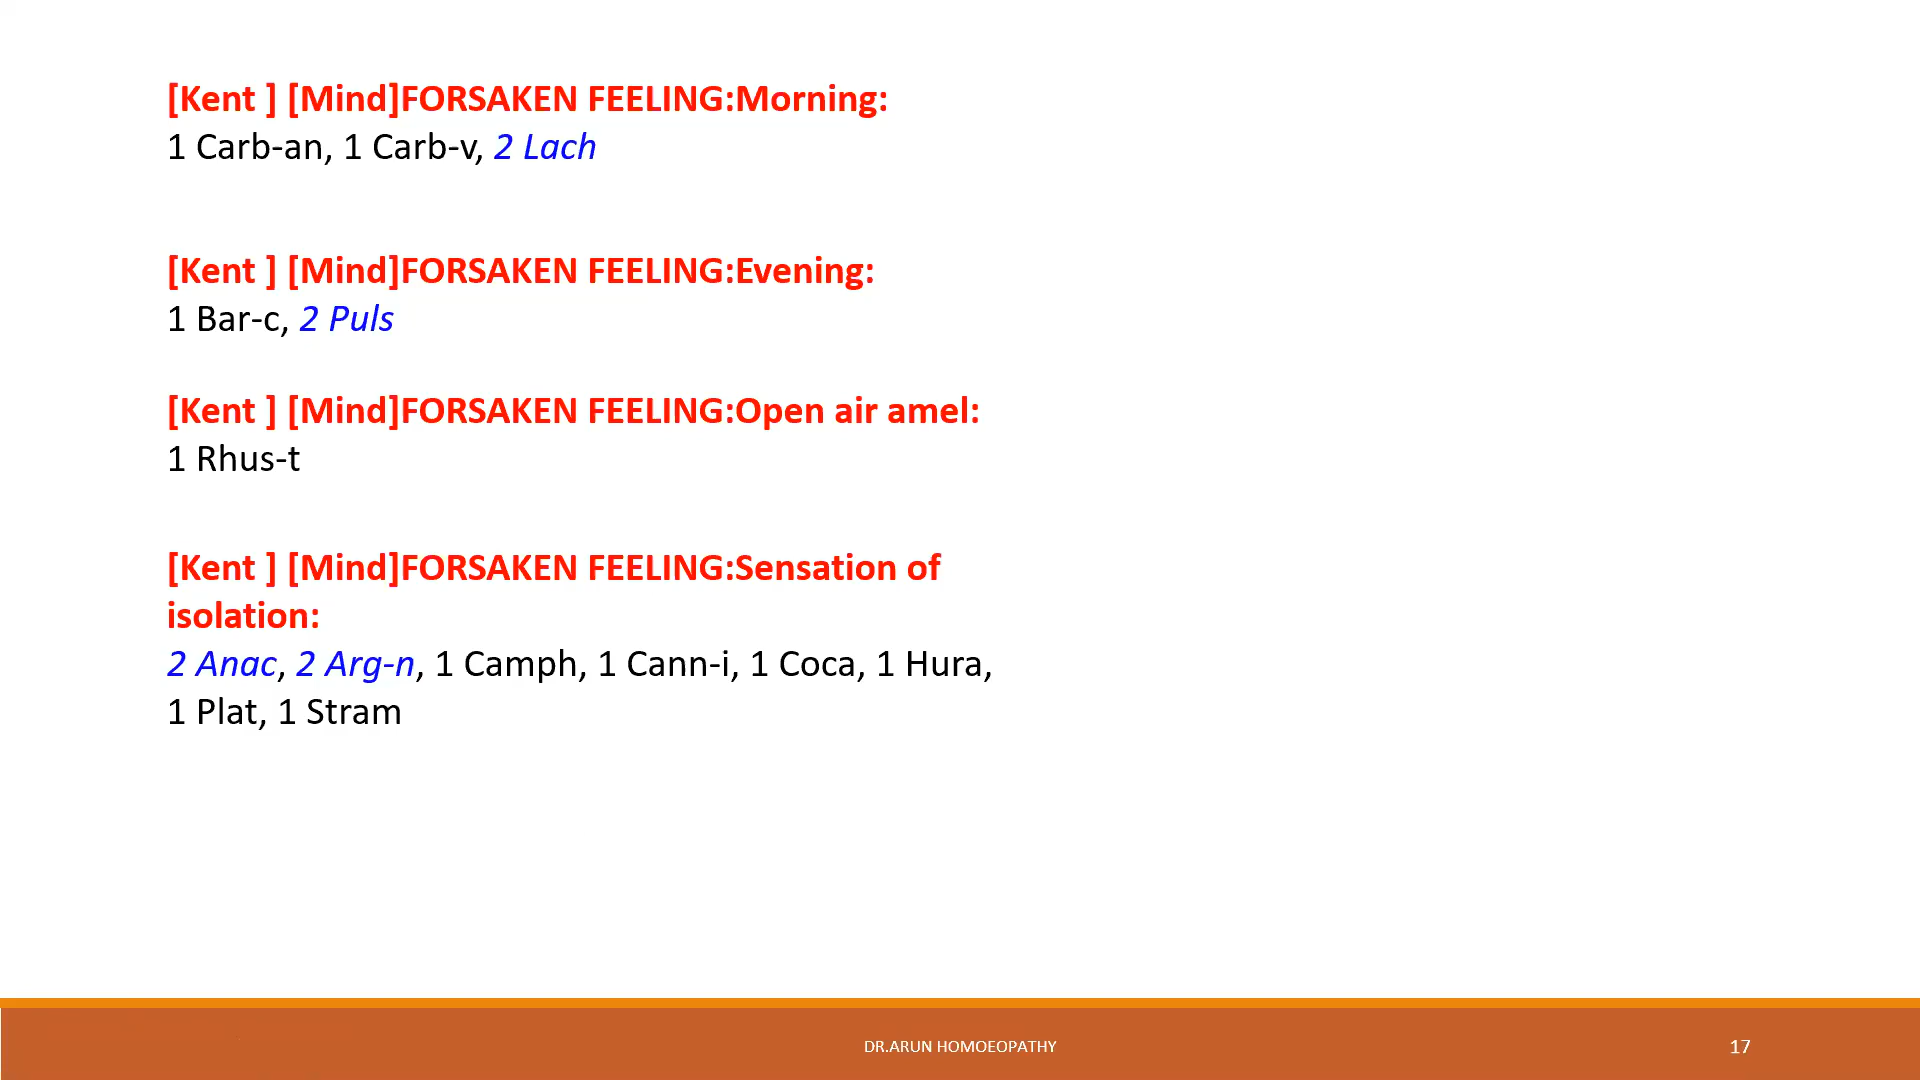 [Kent ] [Mind]FORSAKEN FEELING:Morning:
1 Carb-an, 1 Carb-v, 2 Lach
[Kent ] [Mind]FORSAKEN FEELING:Evening:
1 Bar-c, 2 Puls
[Kent ] [Mind]FORSAKEN FEELING:Open air amel:
1 Rhus-t
[Kent ] [Mind]FORSAKEN FEELING:Sensation of
isolation:
2 Anac, 2 Arg-n, 1 Camph, 1 Cann-i, 1 Coca, 1 Hura,
1 Plat, 1 Stram
DR.ARUN HOMOEOPATHY
17